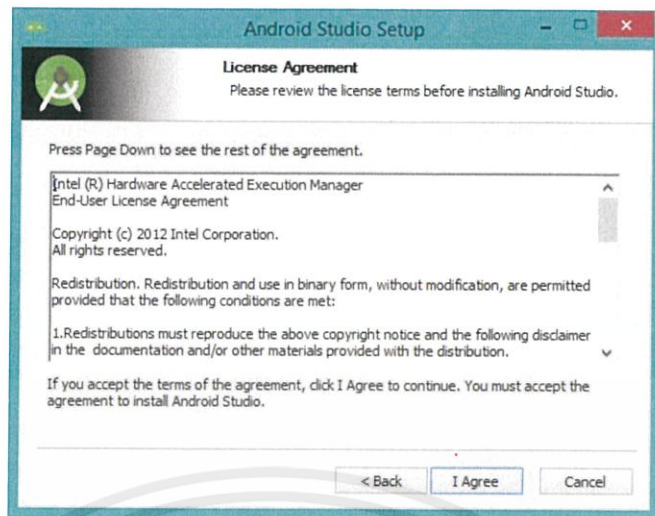 Android Studio Setup
License Agreement
Please review the license terms before installing Android Studio.
Press Page Down to see the rest of the agreement.
Intel (R) Hardware Accelerated Execution Manager
End-User License Agreement
Copyright (c) 2012 Intel Corporation.
All rights reserved.
Redistribution. Redistribution and use in binary form, without modification, are permitted
provided that the following conditions are met:
1.Redistributions must reproduce the above copyright notice and the following disclaimer
in the documentation and/or other materials provided with the distribution.
If you accept the terms of the agreement, click I Agree to continue. You must accept the
agreement to install Android Studio.
< Back I Agree Cancel